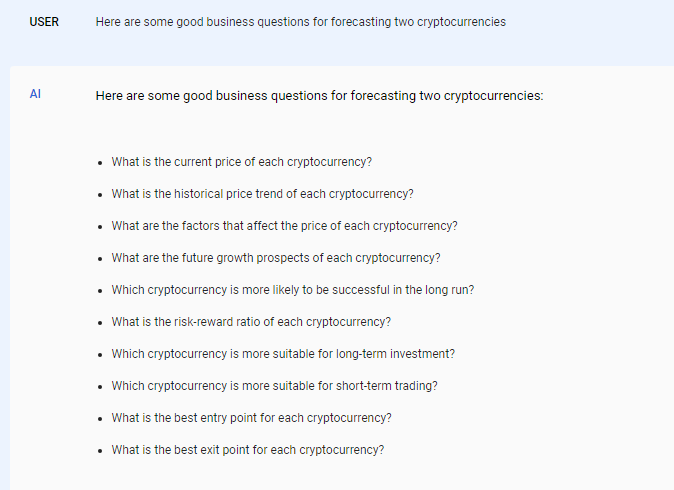 USER Here are some good business questions for forecasting two cryptocurrencies
AI Here are some good business questions for forecasting two cryptocurrencies:
• What is the current price of each cryptocurrency?
• What is the historical price trend of each cryptocurrency?
• What are the factors that affect the price of each cryptocurrency?
• What are the future growth prospects of each cryptocurrency?
• Which cryptocurrency is more likely to be successful in the long run?
• What is the risk-reward ratio of each cryptocurrency?
• Which cryptocurrency is more suitable for long-term investment?
• Which cryptocurrency is more suitable for short-term trading?
• What is the best entry point for each cryptocurrency?
• What is the best exit point for each cryptocurrency?